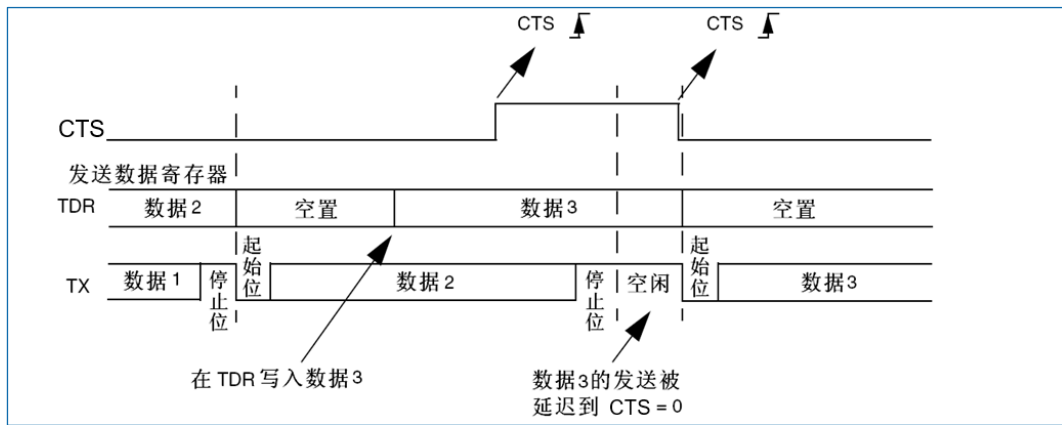 CTS CTS
CTS
发送数据寄存器
TDR 数据2 空置 数据3 空置
TX 数据1 停止位 起始位 数据2 停止位 空闲 起始位 数据3
在TDR写入数据3
数据3的发送被
延迟到 CTS = 0